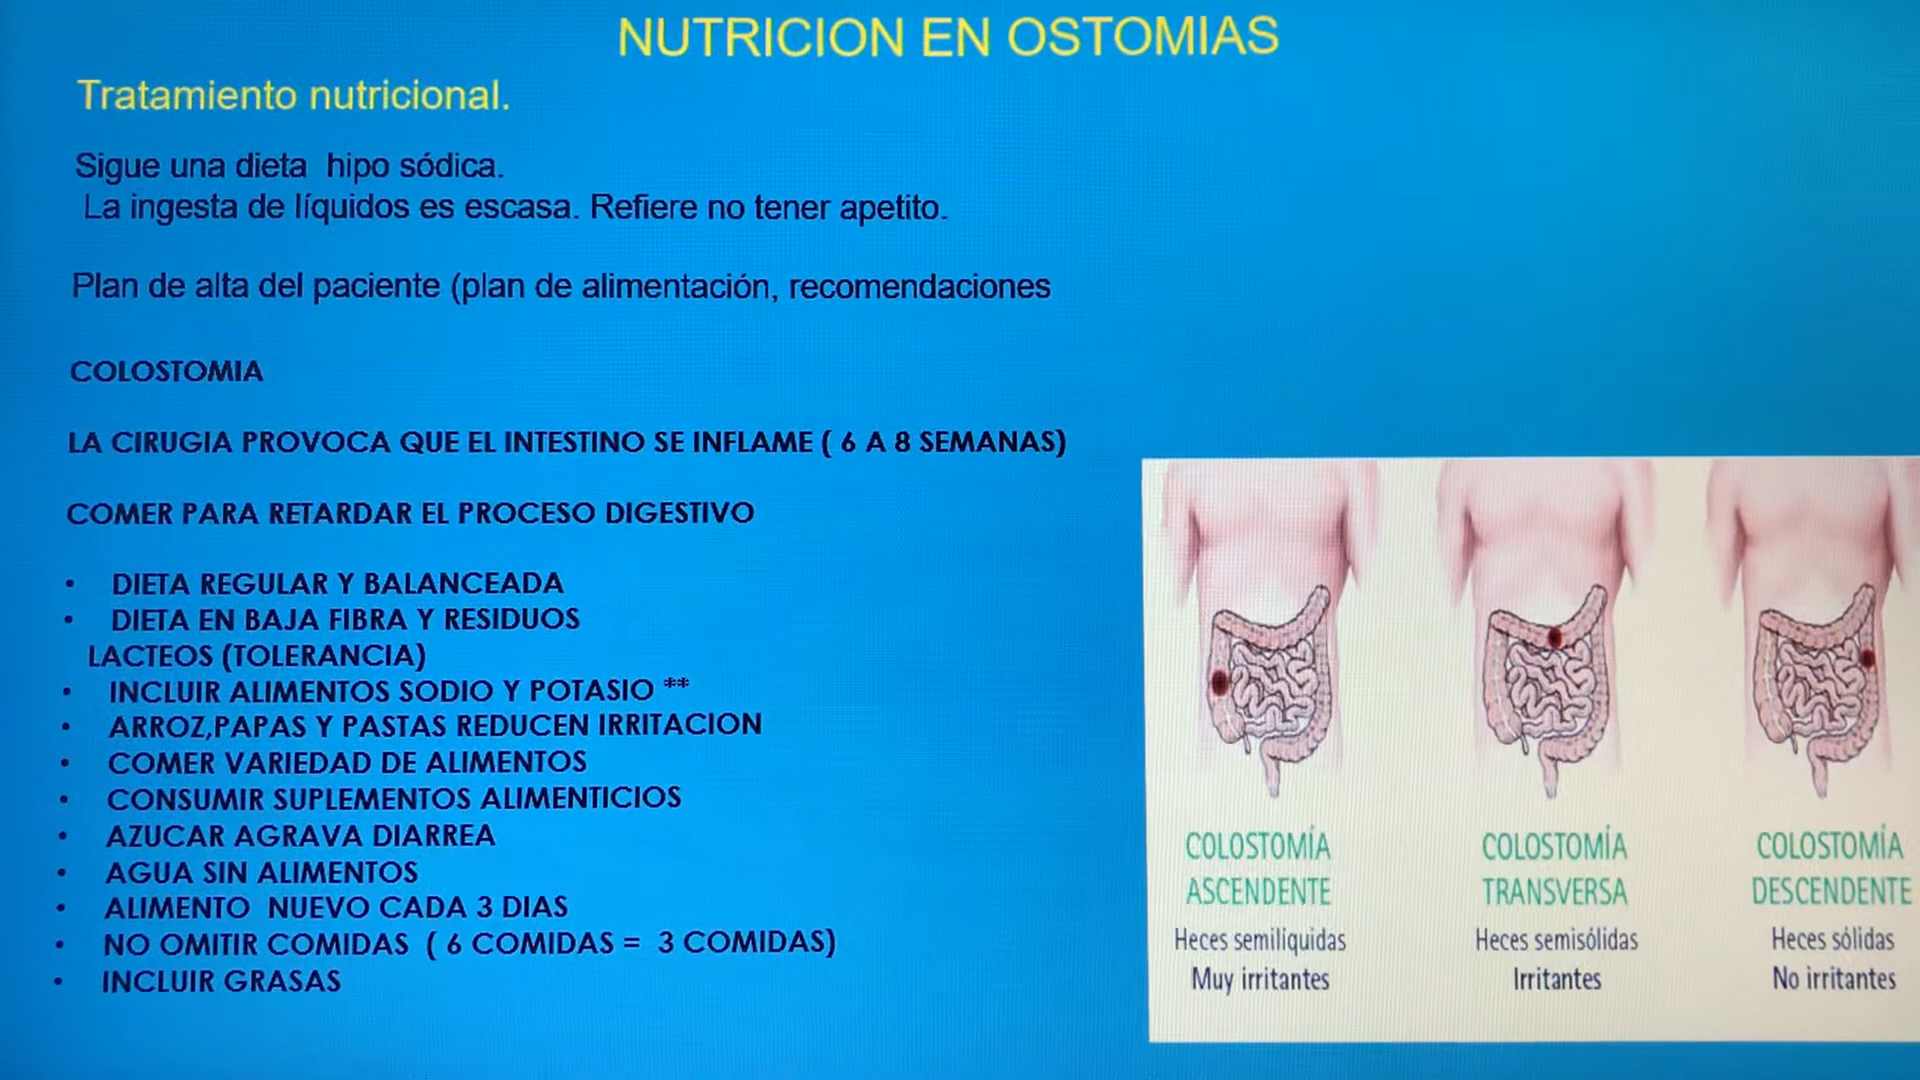 NUTRICION EN OSTOMIAS
Tratamiento nutricional.
Sigue una dieta hipo sódica.
La ingesta de líquidos es escasa. Refiere no tener apetito.
Plan de alta del paciente (plan de alimentación, recomendaciones
COLOSTOMIA
LA CIRUGIA PROVOCA QUE EL INTESTINO SE INFLAME ( 6 A 8 SEMANAS)
COMER PARA RETARDAR EL PROCESO DIGESTIVO
• DIETA REGULAR Y BALANCEADA
• DIETA EN BAJA FIBRA Y RESIDUOS
LACTEOS (TOLERANCIA)
• INCLUIR ALIMENTOS SODIO Y POTASIO **
• ARROZ,PAPAS Y PASTAS REDUCEN IRRITACION
• COMER VARIEDAD DE ALIMENTOS
• CONSUMIR SUPLEMENTOS ALIMENTICIOS
• AZUCAR AGRAVA DIARREA
• AGUA SIN ALIMENTOS
• ALIMENTO NUEVO CADA 3 DIAS
• NO OMITIR COMIDAS ( 6 COMIDAS = 3 COMIDAS)
• INCLUIR GRASAS
COLOSTOMÍA
ASCENDENTE
Heces semilíquidas
Muy irritantes
COLOSTOMÍA
TRANSVERSA
Heces semisólidas
Irritantes
COLOSTOMÍA
DESCENDENTE
Heces sólidas
No irritantes